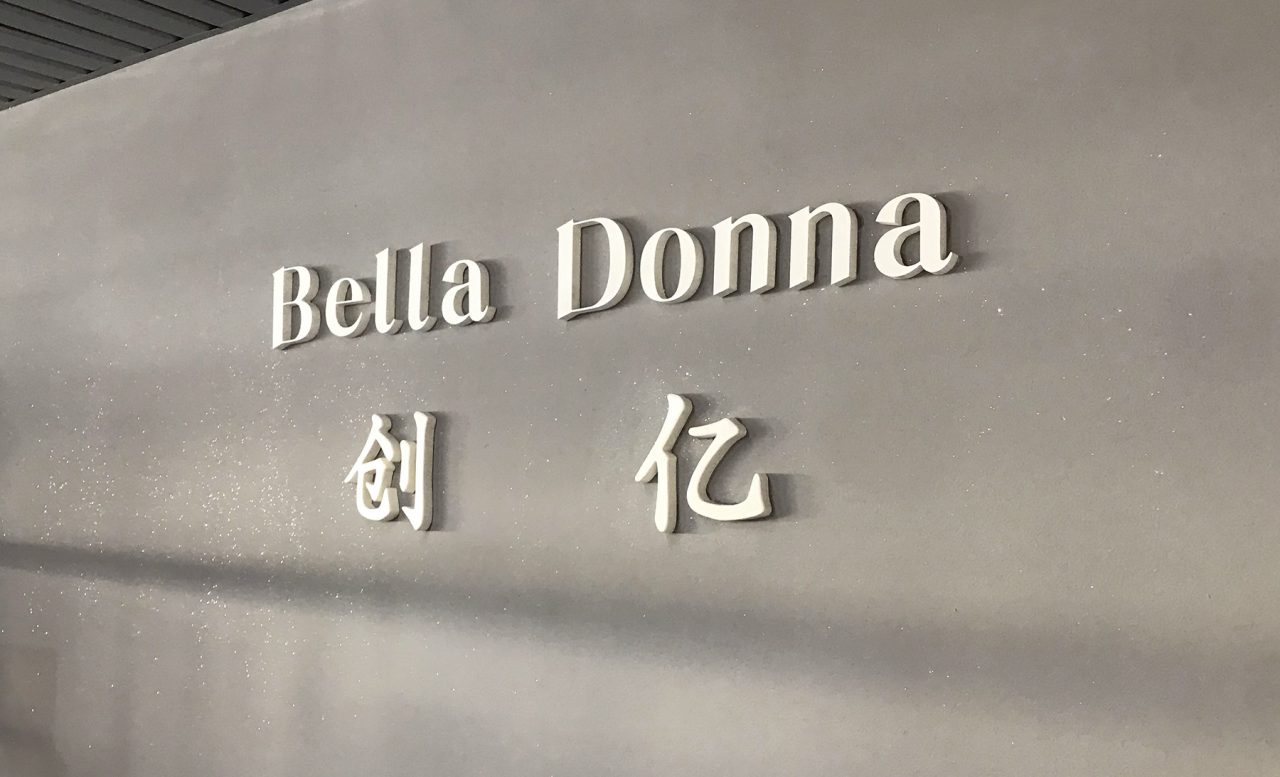 Bella Donna
创 亿